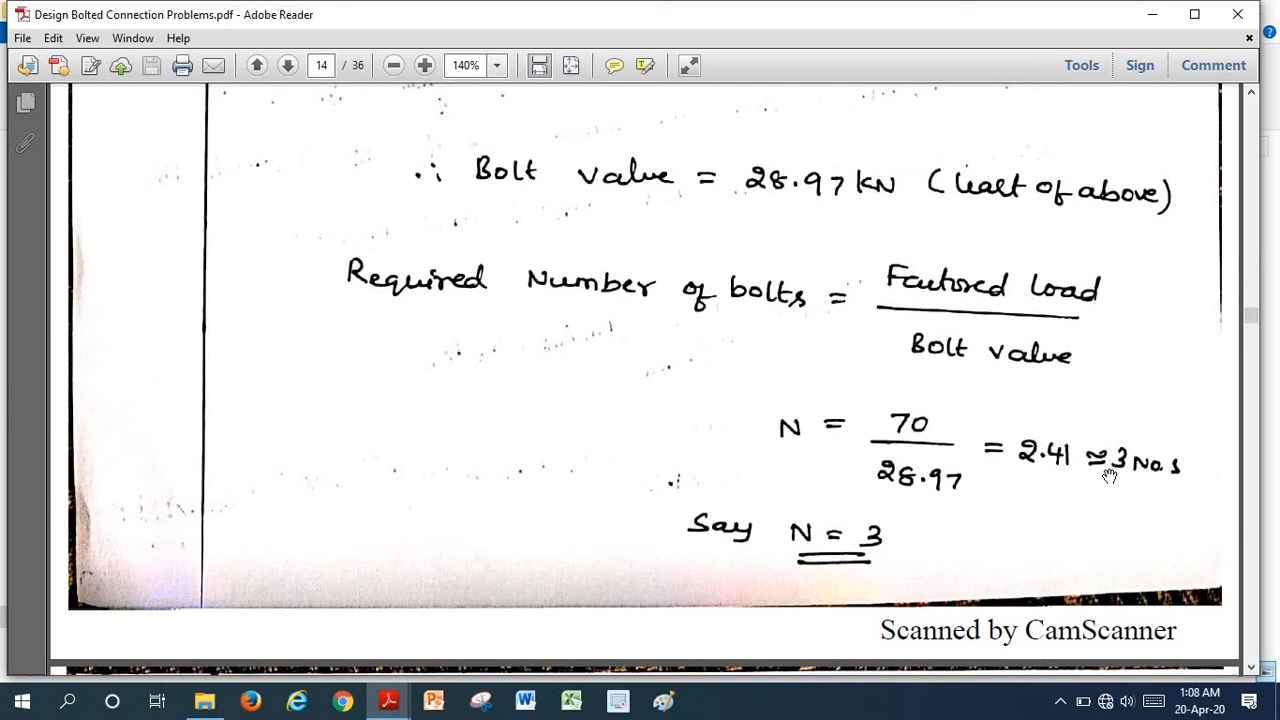 Design Bolted Connection Problems.pdf - Adobe Reader
File Edit View Window Help
14 / 36 140% Tools Sign Comment
∴ Bolt value = 28.97 kN (least of above)
Required Number of bolts = Factored load
Bolt value
N = 70
28.97
= 2.41 ≈ 3 No.s
Say N = 3
Scanned by CamScanner
1:08 AM
20-Apr-20